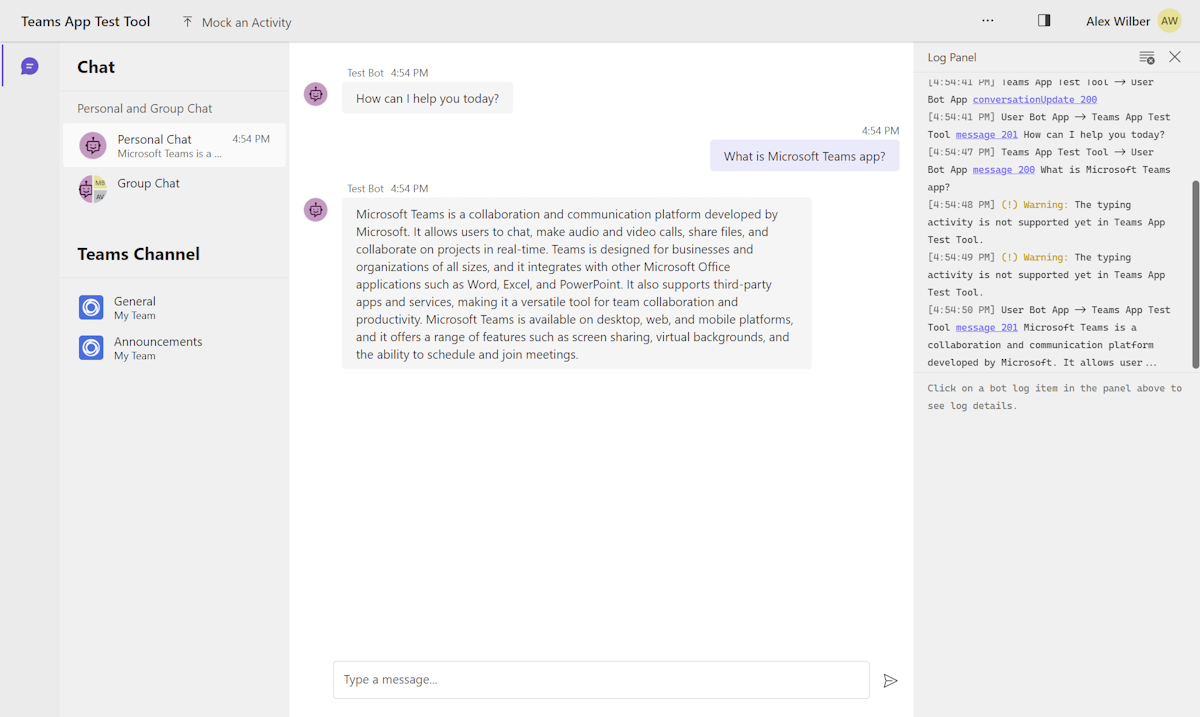 Teams App Test Tool
Mock an Activity
...
Alex Wilber
AW
Chat
Personal and Group Chat
Personal Chat
4:54 PM
Microsoft Teams is a ...
MB
AV
Group Chat
Teams Channel
General
My Team
Announcements
My Team
Test Bot 4:54 PM
How can I help you today?
4:54 PM
What is Microsoft Teams app?
Test Bot 4:54 PM
Microsoft Teams is a collaboration and communication platform developed by
Microsoft. It allows users to chat, make audio and video calls, share files, and
collaborate on projects in real-time. Teams is designed for businesses and
organizations of all sizes, and it integrates with other Microsoft Office
applications such as Word, Excel, and PowerPoint. It also supports third-party
apps and services, making it a versatile tool for team collaboration and
productivity. Microsoft Teams is available on desktop, web, and mobile platforms,
and it offers a range of features such as screen sharing, virtual backgrounds, and
the ability to schedule and join meetings.
Type a message...
Log Panel
[4:54:41 PM] Teams App Test Tool → User
Bot App conversationUpdate 200
[4:54:41 PM] User Bot App → Teams App Test
Tool message 201 How can I help you today?
[4:54:47 PM] Teams App Test Tool → User
Bot App message 200 What is Microsoft Teams
app?
[4:54:48 PM] (!) Warning: The typing
activity is not supported yet in Teams App
Test Tool.
[4:54:49 PM] (!) Warning: The typing
activity is not supported yet in Teams App
Test Tool.
[4:54:50 PM] User Bot App → Teams App Test
Tool message 201 Microsoft Teams is a
collaboration and communication platform
developed by Microsoft. It allows user...
Click on a bot log item in the panel above to
see log details.